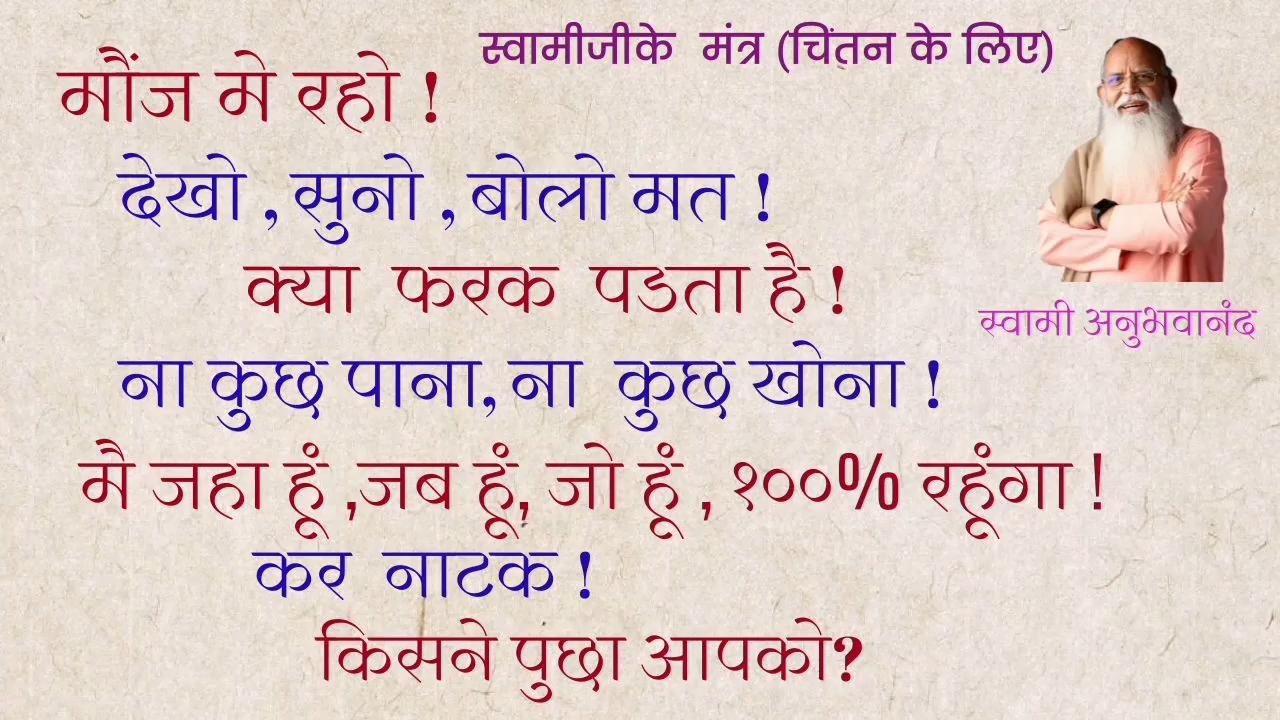 स्वामीजीके मंत्र (चिंतन के लिए)
मौंज मे रहो !
देखो , सुनो , बोलो मत !
क्या फरक पडता है !
स्वामी अनुभवानंद
ना कुछ पाना, ना कुछ खोना !
मै जहा हूं ,जब हूं, जो हूं , १००% रहूंगा !
कर नाटक !
किसने पुछा आपको?